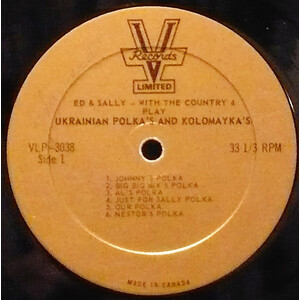 V
Records
LIMITED
ED & SALLY - WITH THE COUNTRY 4
PLAY
UKRAINIAN POLKA'S AND KOLOMAYKA'S
VLP-3038
33 1/3 RPM
Side 1
1. JOHNNY'S POLKA
2. BIG BIG MIK'S POLKA
3. AL'S POLKA
4. JUST FOR SALLY POLKA
5. OUR POLKA
6. NESTOR'S POLKA
MADE IN CANADA